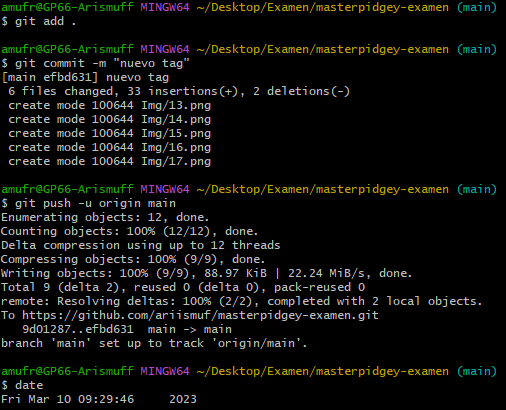 amufr@GP66-Arismuff MINGW64 ~/Desktop/Examen/masterpidgey-examen (main)
$ git add .
amufr@GP66-Arismuff MINGW64 ~/Desktop/Examen/masterpidgey-examen (main)
$ git commit -m "nuevo tag"
[main efbd631] nuevo tag
 6 files changed, 33 insertions(+), 2 deletions(-)
 create mode 100644 Img/13.png
 create mode 100644 Img/14.png
 create mode 100644 Img/15.png
 create mode 100644 Img/16.png
 create mode 100644 Img/17.png
amufr@GP66-Arismuff MINGW64 ~/Desktop/Examen/masterpidgey-examen (main)
$ git push -u origin main
Enumerating objects: 12, done.
Counting objects: 100% (12/12), done.
Delta compression using up to 12 threads
Compressing objects: 100% (9/9), done.
Writing objects: 100% (9/9), 88.97 KiB | 22.24 MiB/s, done.
Total 9 (delta 2), reused 0 (delta 0), pack-reused 0
remote: Resolving deltas: 100% (2/2), completed with 2 local objects.
To https://github.com/ariismuf/masterpidgey-examen.git
   9d01287..efbd631  main -> main
branch 'main' set up to track 'origin/main'.
amufr@GP66-Arismuff MINGW64 ~/Desktop/Examen/masterpidgey-examen (main)
$ date
Fri Mar 10 09:29:46     2023